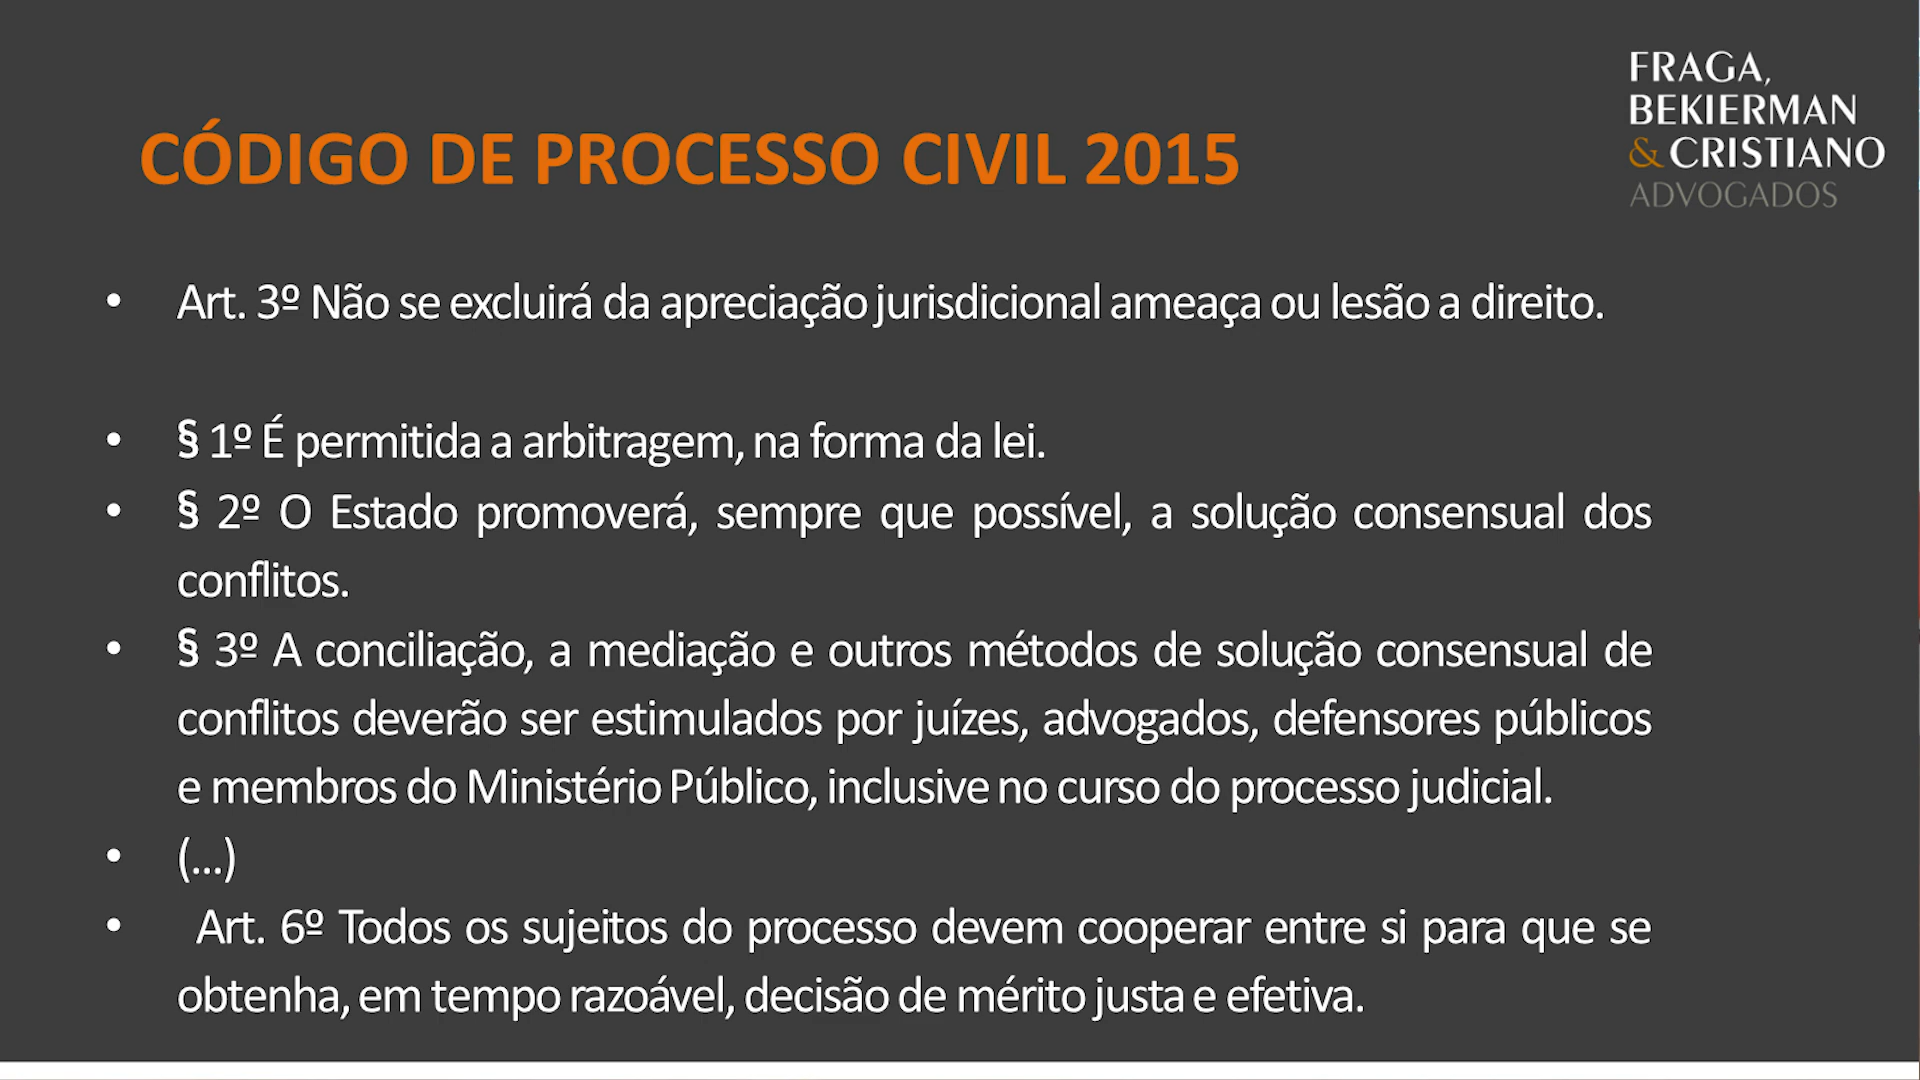 FRAGA,
BEKIERMAN
& CRISTIANO
ADVOGADOS
CÓDIGO DE PROCESSO CIVIL 2015
• Art. 3º Não se excluirá da apreciação jurisdicional ameaça ou lesão a direito.
• § 1º É permitida a arbitragem, na forma da lei.
• § 2º O Estado promoverá, sempre que possível, a solução consensual dos
conflitos.
• § 3º A conciliação, a mediação e outros métodos de solução consensual de
conflitos deverão ser estimulados por juízes, advogados, defensores públicos
e membros do Ministério Público, inclusive no curso do processo judicial.
• (...)
• Art. 6º Todos os sujeitos do processo devem cooperar entre si para que se
obtenha, em tempo razoável, decisão de mérito justa e efetiva.